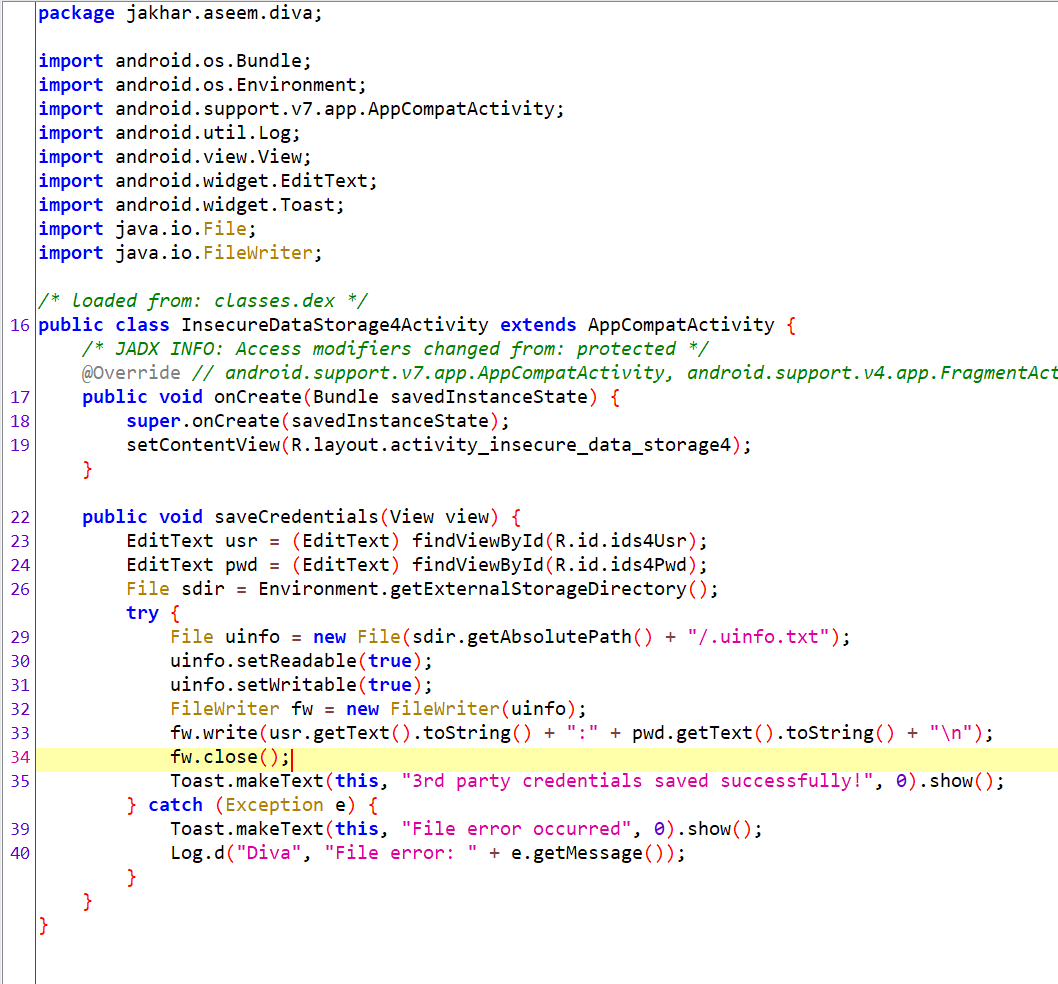 package jakhar.aseem.diva;
import android.os.Bundle;
import android.os.Environment;
import android.support.v7.app.AppCompatActivity;
import android.util.Log;
import android.view.View;
import android.widget.EditText;
import android.widget.Toast;
import java.io.File;
import java.io.FileWriter;
/* loaded from: classes.dex */
16 public class InsecureDataStorage4Activity extends AppCompatActivity {
/* JADX INFO: Access modifiers changed from: protected */
@Override // android.support.v7.app.AppCompatActivity, android.support.v4.app.FragmentAct
17 public void onCreate(Bundle savedInstanceState) {
18 super.onCreate(savedInstanceState);
19 setContentView(R.layout.activity_insecure_data_storage4);
}
22 public void saveCredentials(View view) {
23 EditText usr = (EditText) findViewById(R.id.ids4Usr);
24 EditText pwd = (EditText) findViewById(R.id.ids4Pwd);
26 File sdir = Environment.getExternalStorageDirectory();
try {
29 File uinfo = new File(sdir.getAbsolutePath() + "/.uinfo.txt");
30 uinfo.setReadable(true);
31 uinfo.setWritable(true);
32 FileWriter fw = new FileWriter(uinfo);
33 fw.write(usr.getText().toString() + ":" + pwd.getText().toString() + "\n");
34 fw.close();
35 Toast.makeText(this, "3rd party credentials saved successfully!", 0).show();
} catch (Exception e) {
39 Toast.makeText(this, "File error occurred", 0).show();
40 Log.d("Diva", "File error: " + e.getMessage());
}
}
}